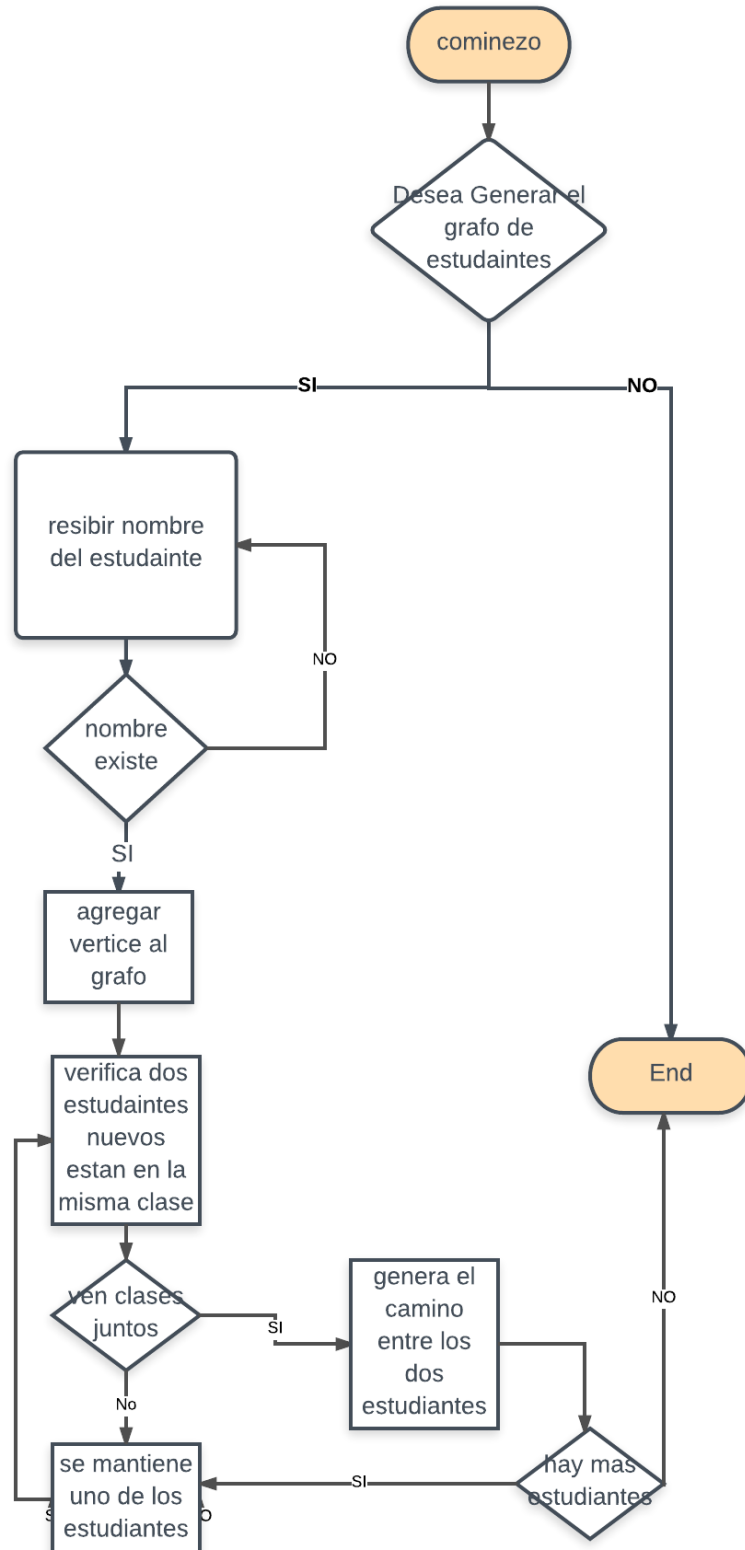 cominezo
Desea Generar el
grafo de
estudaintes
SI
NO
resibir nombre
del estudainte
NO
nombre
existe
SI
agregar
vertice al
grafo
End
verifica dos
estudaintes
nuevos
estan en la
misma clase
ven clases
juntos
SI
genera el
camino
entre los
dos
estudiantes
NO
No
hay mas
estudiantes
SI
se mantiene
uno de los
estudiantes